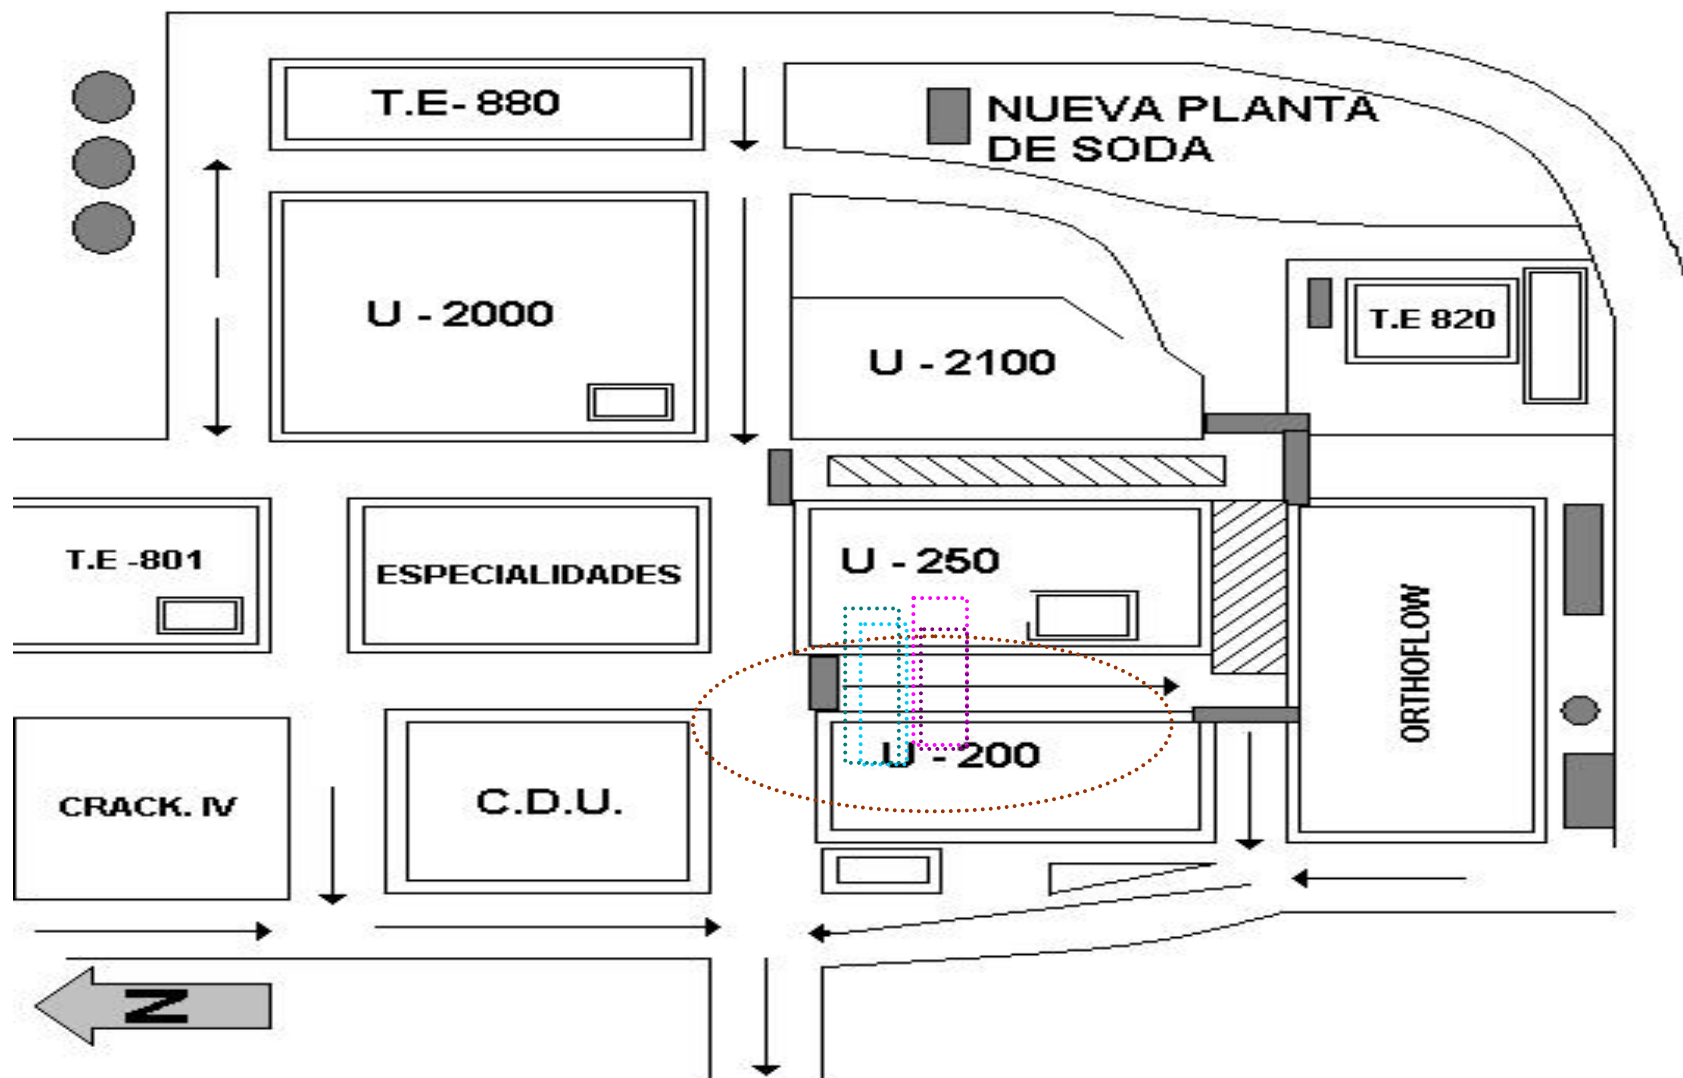 T.E- 880
NUEVA PLANTA
DE SODA
U - 2000
T.E 820
U - 2100
T.E -801
ESPECIALIDADES
U - 250
ORTHOFLOW
CRACK. IV
C.D.U.
U - 200
N